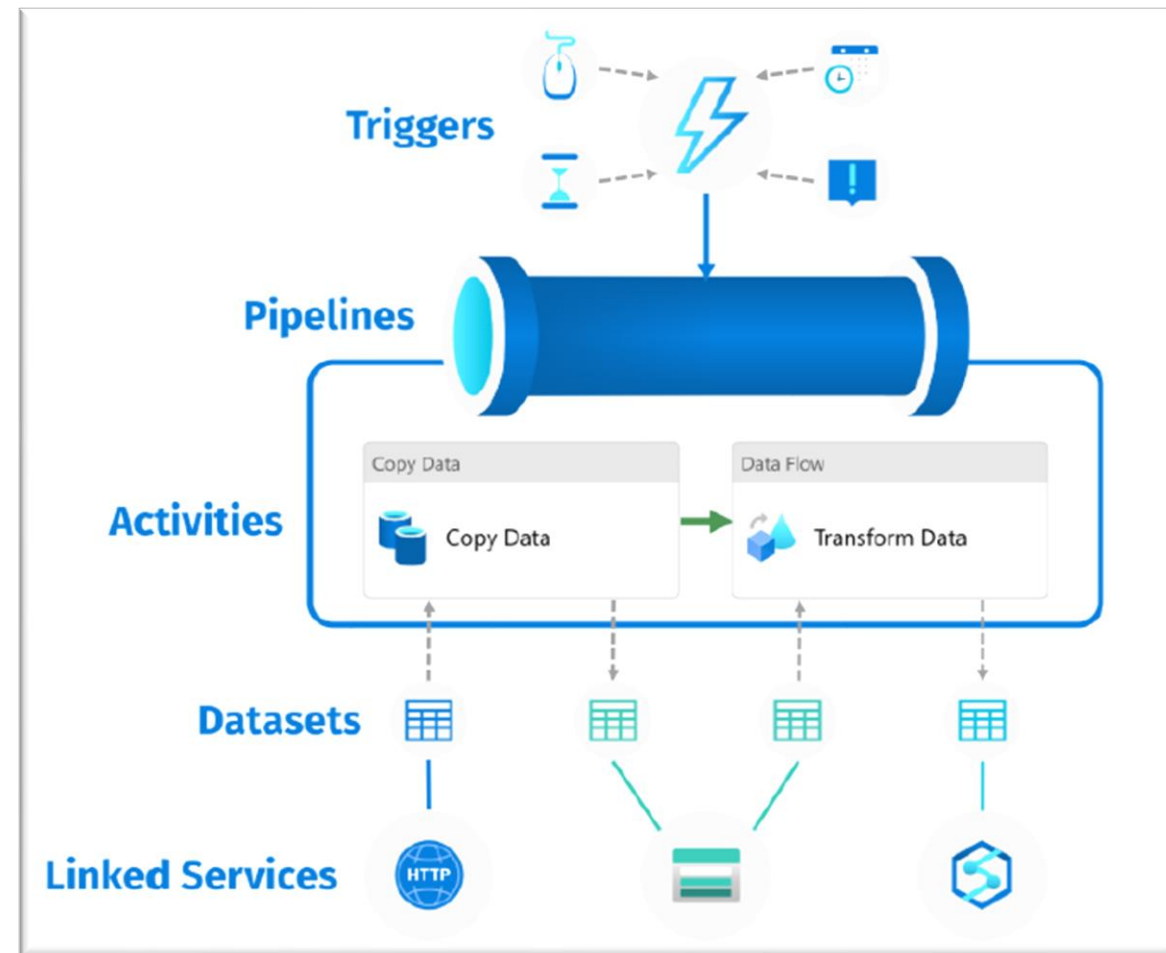 Triggers
Pipelines
Copy Data
Data Flow
Activities
Copy Data
Transform Data
Datasets
Linked Services
HTTP